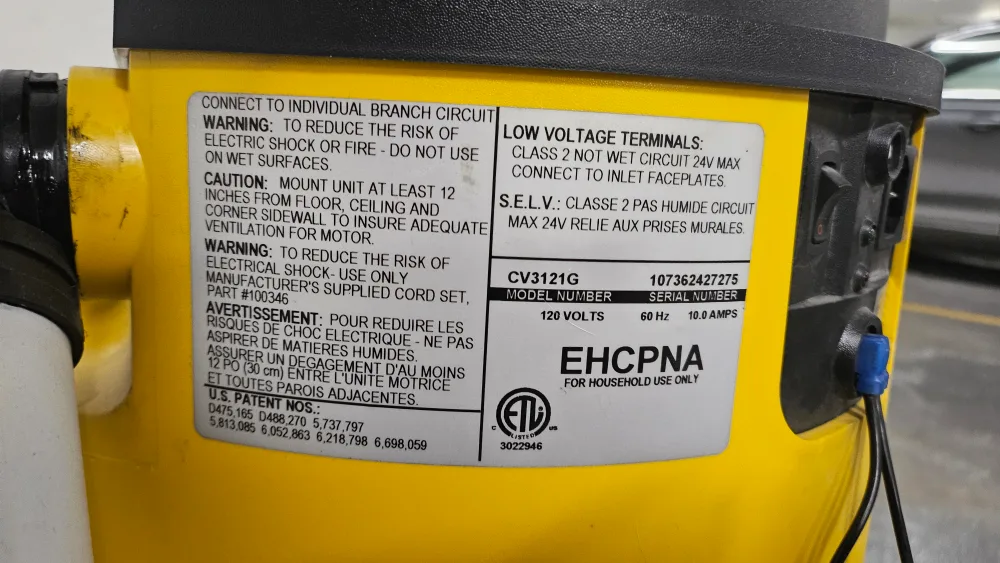 CONNECT TO INDIVIDUAL BRANCH CIRCUIT
WARNING: TO REDUCE THE RISK OF
ELECTRIC SHOCK OR FIRE - DO NOT USE
ON WET SURFACES.
CAUTION: MOUNT UNIT AT LEAST 12
INCHES FROM FLOOR, CEILING AND
CORNER SIDEWALL TO INSURE ADEQUATE
VENTILATION FOR MOTOR.
WARNING: TO REDUCE THE RISK OF
ELECTRICAL SHOCK- USE ONLY
MANUFACTURER'S SUPPLIED CORD SET,
PART #100346
AVERTISSEMENT: POUR REDUIRE LES
RISQUES DE CHOC ELECTRIQUE - NE PAS
ASPIRER DE MATIERES HUMIDES.
ASSURER UN DEGAGEMENT D'AU MOINS
12 PO (30 cm) ENTRE L'UNITE MOTRICE
ET TOUTES PAROIS ADJACENTES.
U.S. PATENT NOS.:
D475,165 D488,270 5,737,797
5,813,085 6,052,863 6,218,798 6,698,059
LOW VOLTAGE TERMINALS:
CLASS 2 NOT WET CIRCUIT 24V MAX
CONNECT TO INLET FACEPLATES.
S.E.L.V.: CLASSE 2 PAS HUMIDE CIRCUIT
MAX 24V RELIE AUX PRISES MURALES.
CV3121G 107362427275
MODEL NUMBER SERIAL NUMBER
120 VOLTS 60 Hz 10.0 AMPS
EHCPNA
FOR HOUSEHOLD USE ONLY
ETL
C LISTED US
3022946